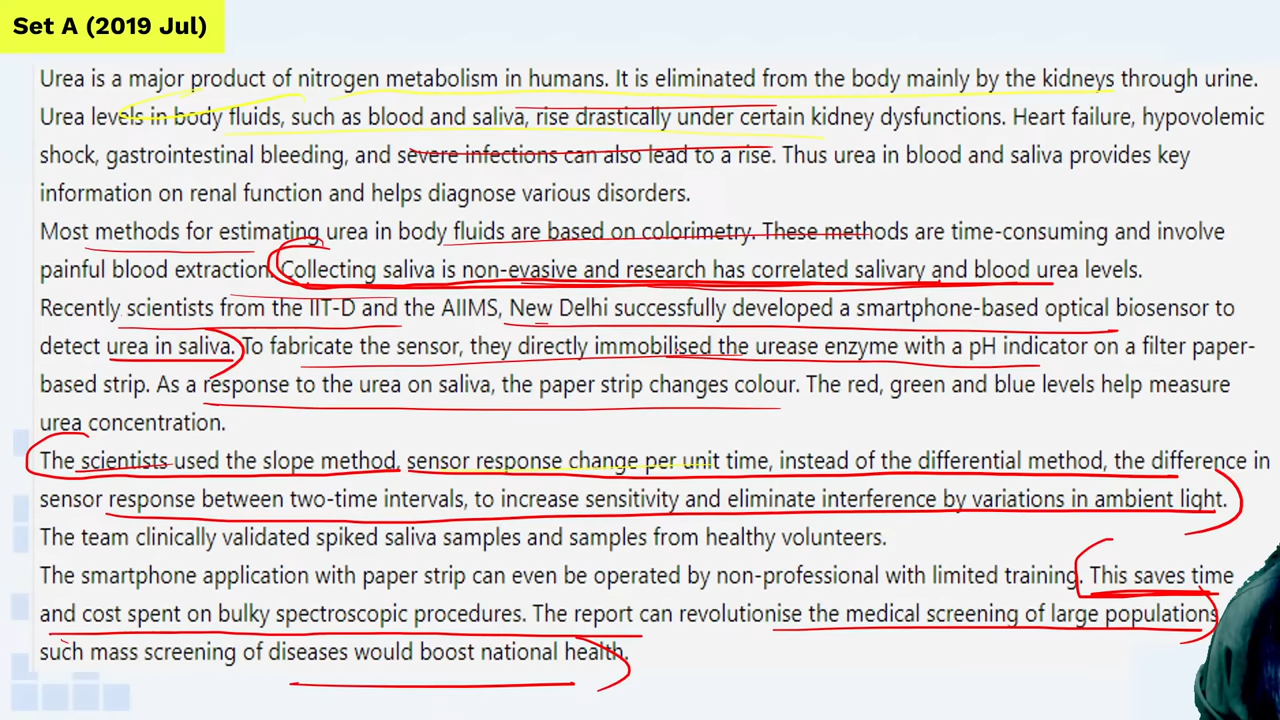 Set A (2019 Jul)
Urea is a major product of nitrogen metabolism in humans. It is eliminated from the body mainly by the kidneys through urine.
Urea levels in body fluids, such as blood and saliva, rise drastically under certain kidney dysfunctions. Heart failure, hypovolemic
shock, gastrointestinal bleeding, and severe infections can also lead to a rise. Thus urea in blood and saliva provides key
information on renal function and helps diagnose various disorders.
Most methods for estimating urea in body fluids are based on colorimetry. These methods are time-consuming and involve
painful blood extraction. Collecting saliva is non-evasive and research has correlated salivary and blood urea levels.
Recently scientists from the IIT-D and the AIIMS, New Delhi successfully developed a smartphone-based optical biosensor to
detect urea in saliva. To fabricate the sensor, they directly immobilised the urease enzyme with a pH indicator on a filter paper-
based strip. As a response to the urea on saliva, the paper strip changes colour. The red, green and blue levels help measure
urea concentration.
The scientists used the slope method, sensor response change per unit time, instead of the differential method, the difference in
sensor response between two-time intervals, to increase sensitivity and eliminate interference by variations in ambient light.
The team clinically validated spiked saliva samples and samples from healthy volunteers.
The smartphone application with paper strip can even be operated by non-professional with limited training. This saves time
and cost spent on bulky spectroscopic procedures. The report can revolutionise the medical screening of large populations
such mass screening of diseases would boost national health.